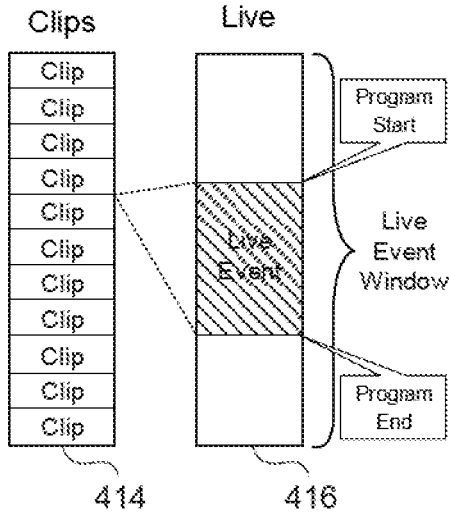 Clips
Live
Clip
Clip
Clip
Clip
Clip
Clip
Clip
Clip
Clip
Clip
Clip
Live
Event
Program
Start
Live
Event
Window
Program
End
414
416